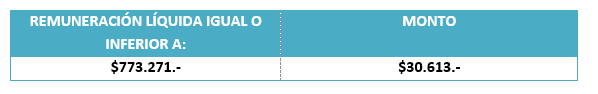 REMUNERACIÓN LÍQUIDA IGUAL O MONTO
INFERIOR A:
$773.271.- $30.613.-